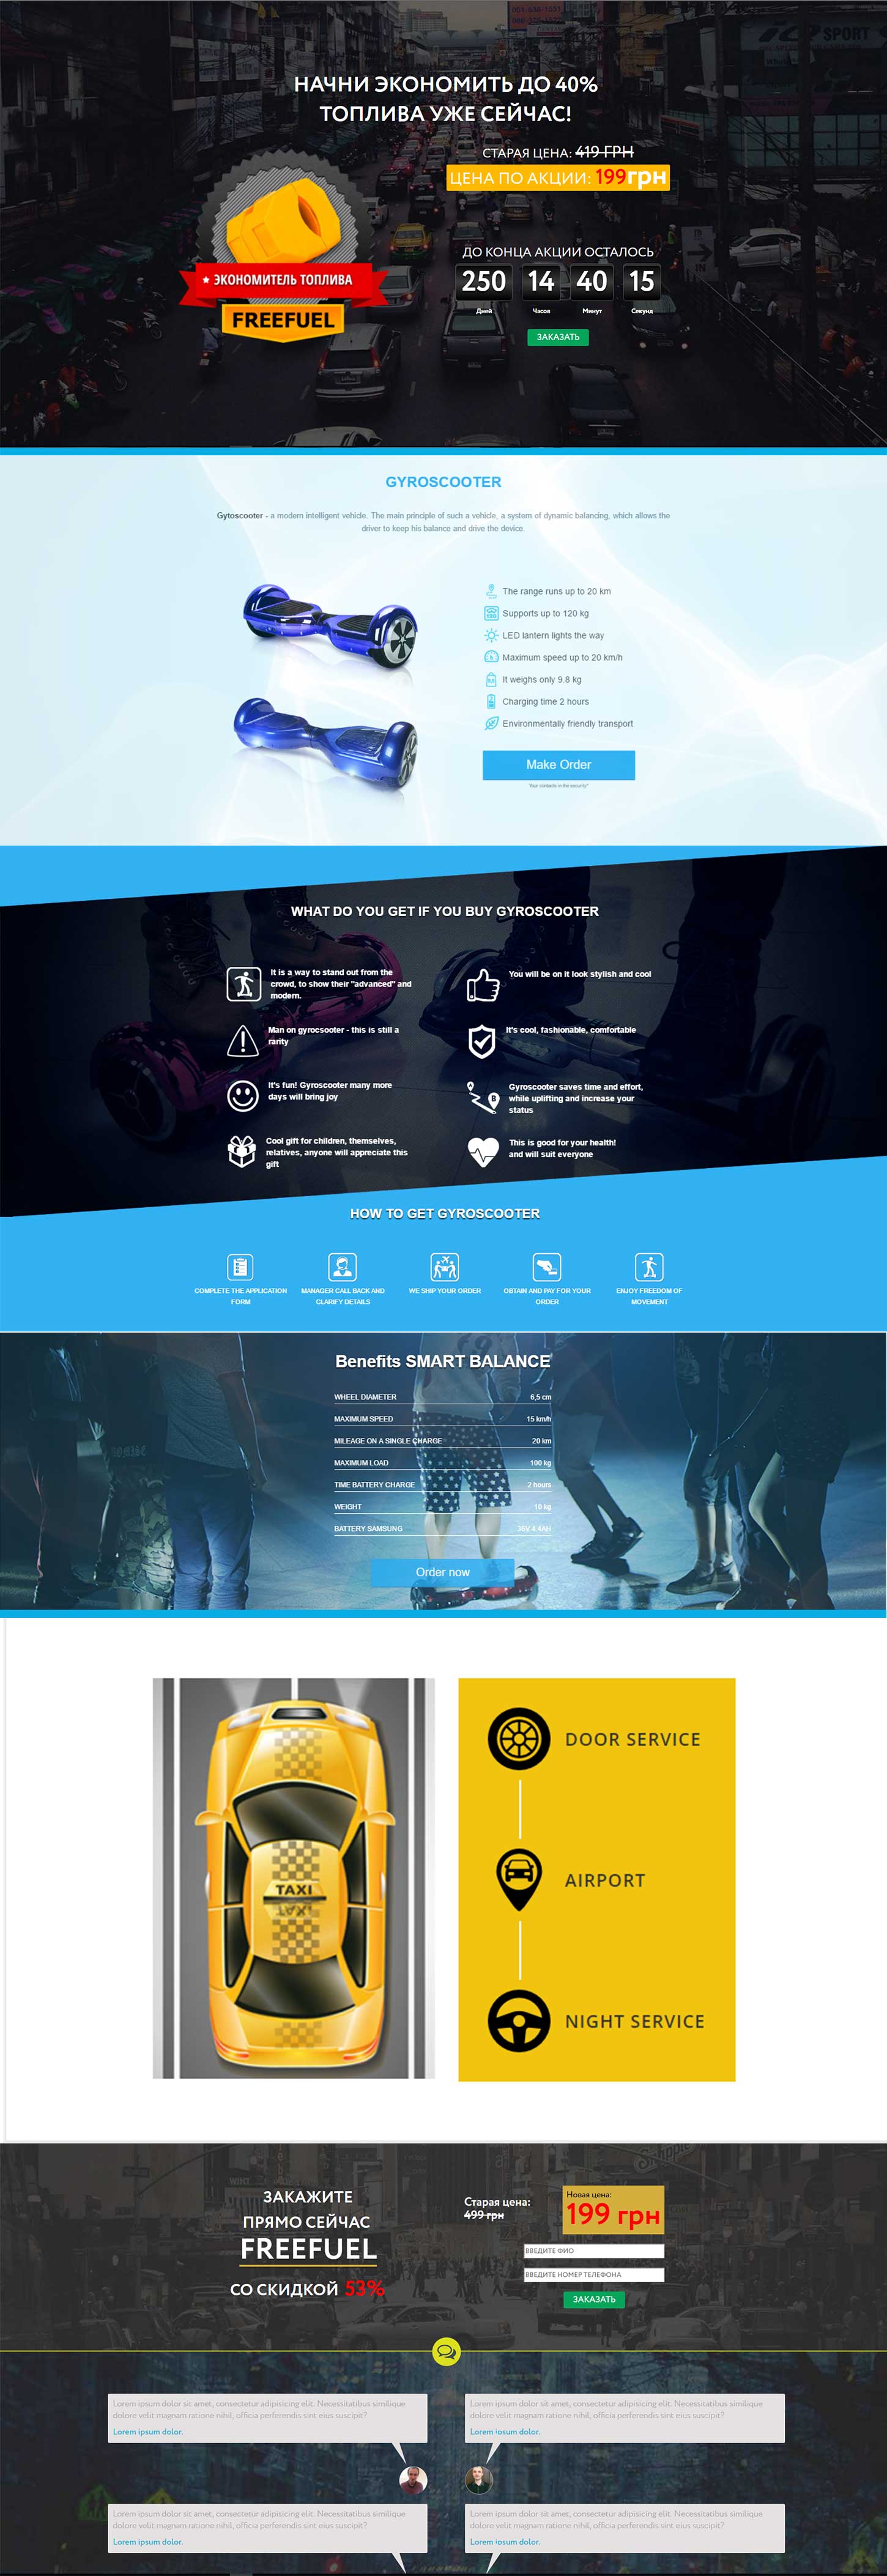 SPORT
НАЧНИ ЭКОНОМИТЬ ДО 40%
ТОПЛИВА УЖЕ СЕЙЧАС!
СТАРАЯ ЦЕНА: 419 ГРН
ЦЕНА ПО АКЦИИ: 199грн
ЭКОНОМИТЕЛЬ ТОПЛИВА
FREEFUEL
ДО КОНЦА АКЦИИ ОСТАЛОСЬ
250 14 40 15
Дней Часов Минут Секунд
ЗАКАЗАТЬ
IN
GYROSCOOTER
Gytoscooter - a modern intelligent vehicle. The main principle of such a vehicle, a system of dynamic balancing, which allows the
driver to keep his balance and drive the device.
The range runs up to 20 km
Supports up to 120 kg
LED lantern lights the way
Maximum speed up to 20 km/h
It weighs only 9.8 kg
Charging time 2 hours
Environmentally friendly transport
Make Order
Your contacts in the security*
WHAT DO YOU GET IF YOU BUY GYROSCOOTER
It is a way to stand out from the
crowd, to show their "advanced" and
modern.
You will be on it look stylish and cool
Man on gyrocsooter - this is still a
rarity
It's cool, fashionable, comfortable
It's fun! Gyroscooter many more
days will bring joy
Gyroscooter saves time and effort,
while uplifting and increase your
status
Cool gift for children, themselves,
relatives, anyone will appreciate this
gift
This is good for your health!
and will suit everyone
HOW TO GET GYROSCOOTER
COMPLETE THE APPLICATION
FORM
MANAGER CALL BACK AND
CLARIFY DETAILS
WE SHIP YOUR ORDER
OBTAIN AND PAY FOR YOUR
ORDER
ENJOY FREEDOM OF
MOVEMENT
Benefits SMART BALANCE
WHEEL DIAMETER 6,5 cm
MAXIMUM SPEED 15 km/h
MILEAGE ON A SINGLE CHARGE 20 km
MAXIMUM LOAD 100 kg
TIME BATTERY CHARGE 2 hours
WEIGHT 10 kg
BATTERY SAMSUNG 36V 4.4AH
Order now
TAXI
DOOR SERVICE
AIRPORT
NIGHT SERVICE
ЗАКАЖИТЕ
ПРЯМО СЕЙЧАС
FREEFUEL
СО СКИДКОЙ 53%
Старая цена:
499 грн
Новая цена:
199 грн
ВВЕДИТЕ ФИО
ВВЕДИТЕ НОМЕР ТЕЛЕФОНА
ЗАКАЗАТЬ
Lorem ipsum dolor sit amet, consectetur adipisicing elit. Necessitatibus similique
dolore velit magnam ratione nihil, officia perferendis sint eius suscipit?
Lorem ipsum dolor.
Lorem ipsum dolor sit amet, consectetur adipisicing elit. Necessitatibus similique
dolore velit magnam ratione nihil, officia perferendis sint eius suscipit?
Lorem ipsum dolor.
Lorem ipsum dolor sit amet, consectetur adipisicing elit. Necessitatibus similique
dolore velit magnam ratione nihil, officia perferendis sint eius suscipit?
Lorem ipsum dolor.
Lorem ipsum dolor sit amet, consectetur adipisicing elit. Necessitatibus similique
dolore velit magnam ratione nihil, officia perferendis sint eius suscipit?
Lorem ipsum dolor.